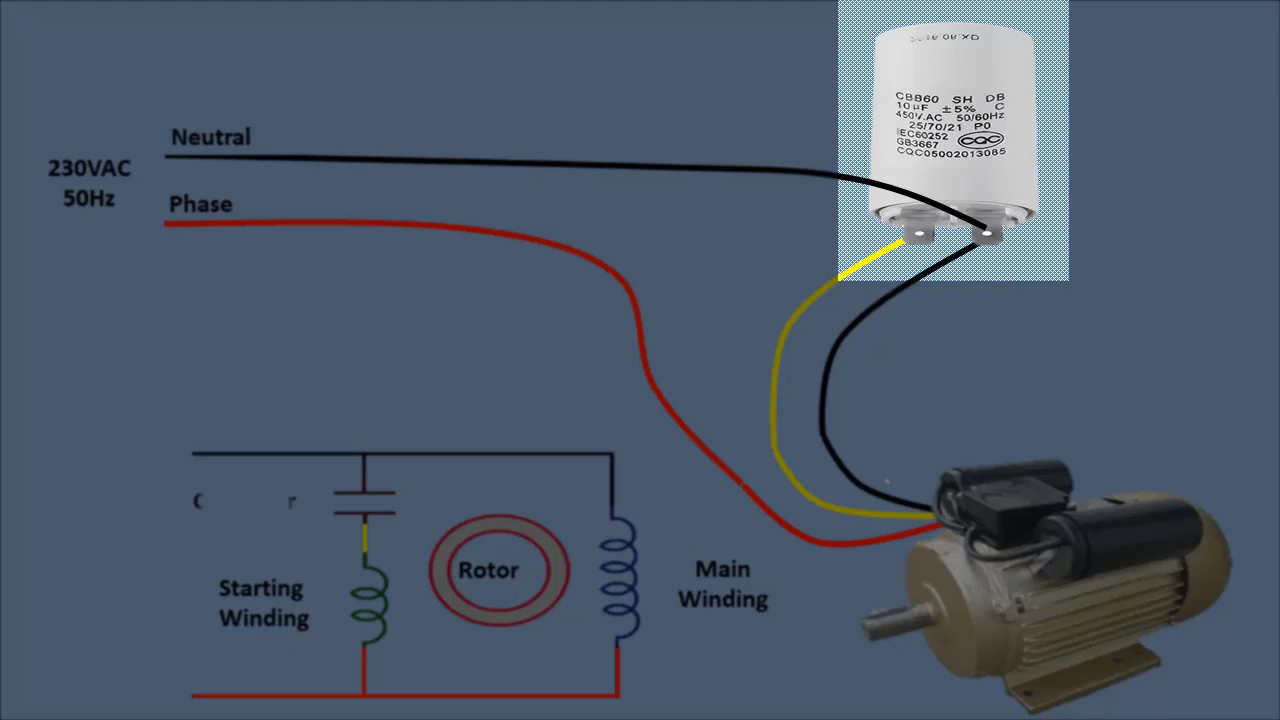 Neutral
230VAC
50Hz
Phase
CBB60 SH DB
10µF ±5% C
450V.AC 50/60Hz
25/70/21 P0
IEC60252
GB3667
CQC
CQC05002013085
C r
Rotor
Starting
Winding
Main
Winding